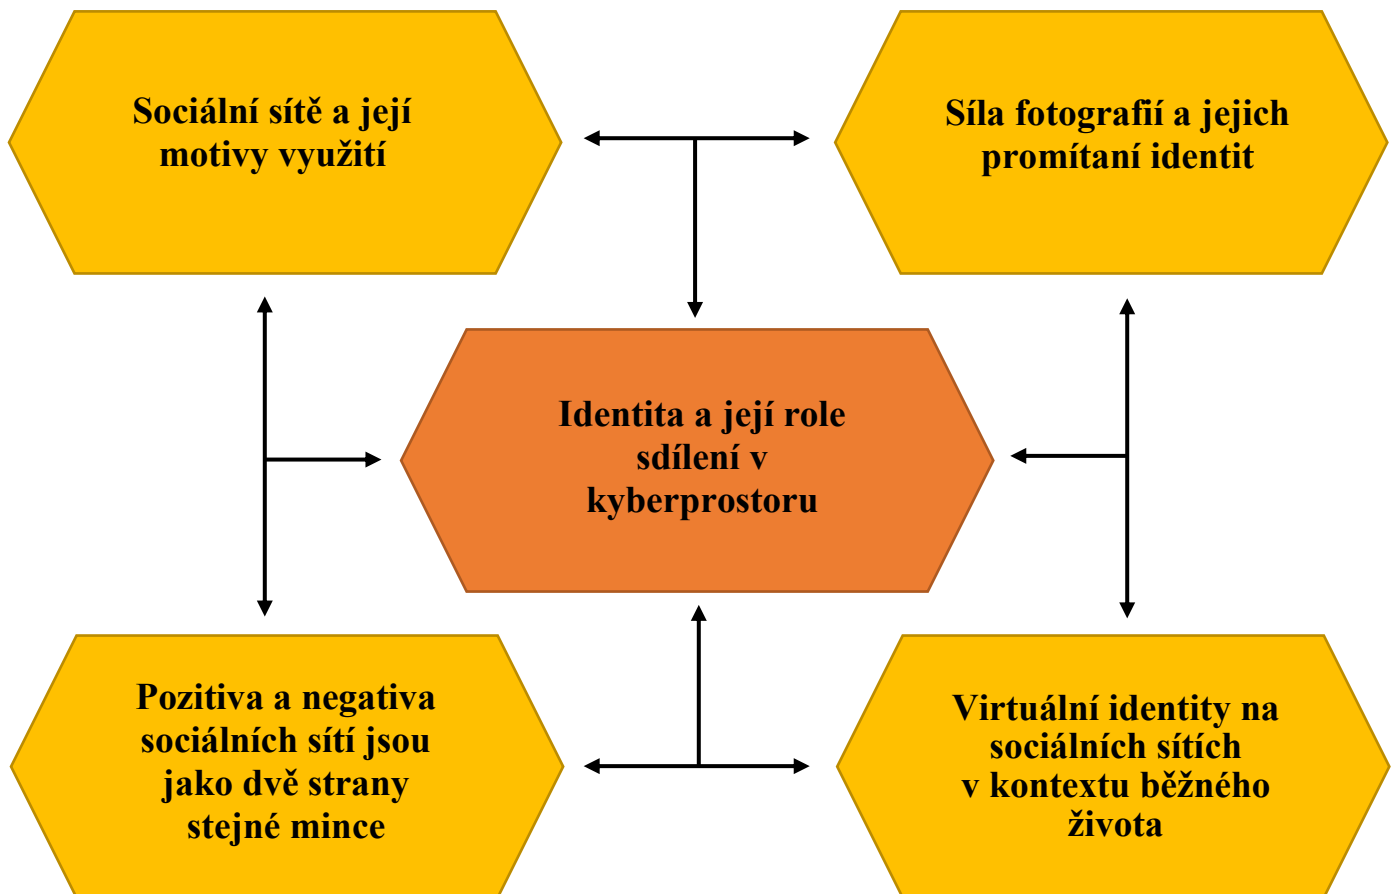 Sociální sítě a její
motivy využití
Síla fotografií a jejich
promítaní identit
Identita a její role
sdílení v
kyberprostoru
Pozitiva a negativa
sociálních sítí jsou
jako dvě strany
stejné mince
Virtuální identity na
sociálních sítích
v kontextu běžného
života